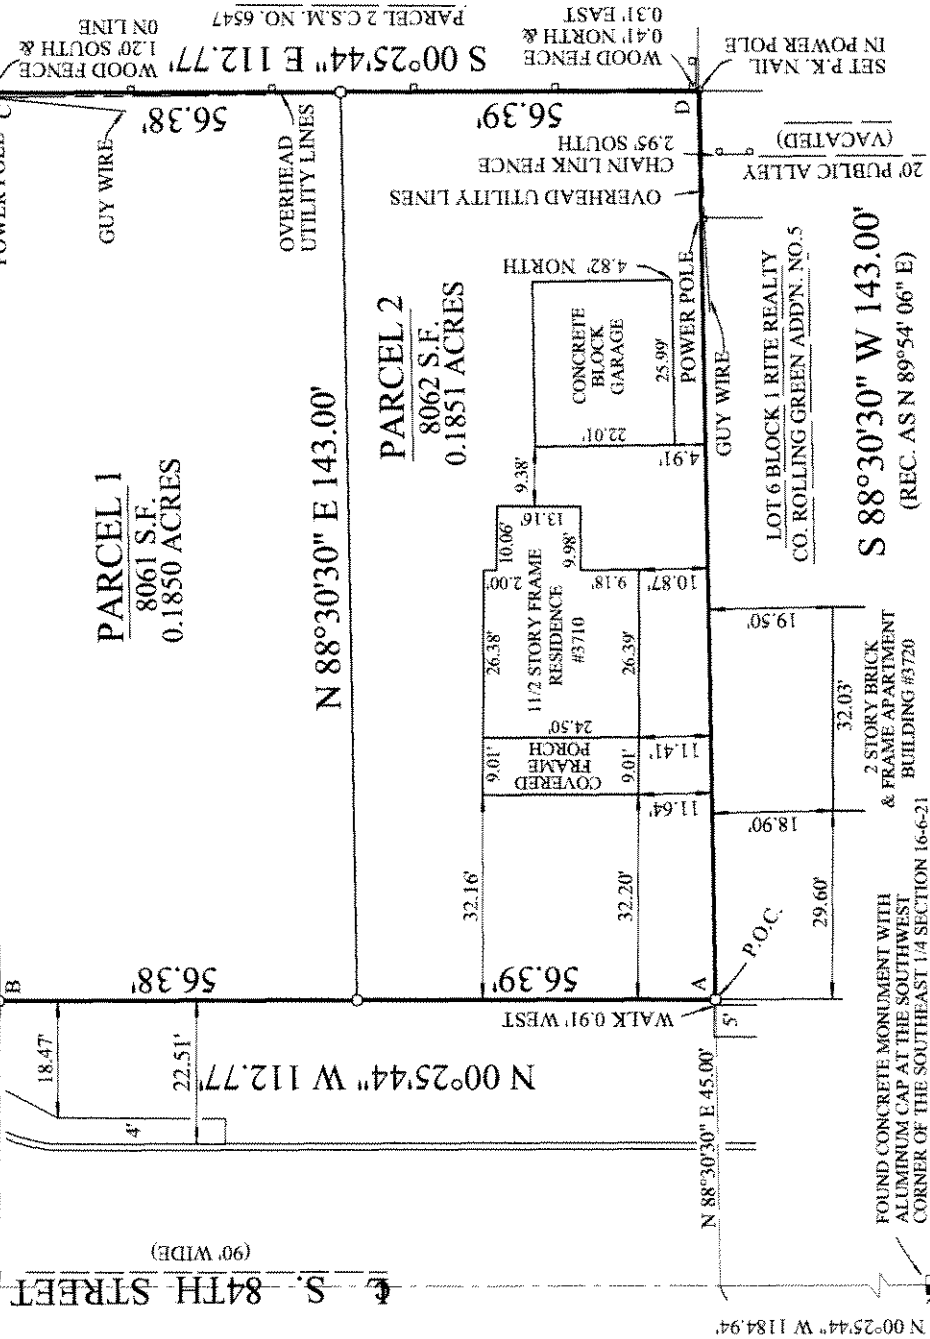 PARCEL 2 C.S.M. NO. 6547
S 00°25'44" E 112.77'
WOOD FENCE
1.20' SOUTH &
ON LINE
WOOD FENCE
0.41' NORTH &
0.31' EAST
SET P.K. NAIL
IN POWER POLE
C
56.38'
56.39'
D
GUY WIRE
OVERHEAD
UTILITY LINES
CHAIN LINK FENCE
2.95' SOUTH
OVERHEAD UTILITY LINES
20' PUBLIC ALLEY
(VACATED)
PARCEL 1
8061 S.F.
0.1850 ACRES
N 88°30'30" E 143.00'
PARCEL 2
8062 S.F.
0.1851 ACRES
4.82' NORTH
CONCRETE
BLOCK
GARAGE
25.99'
22.01'
4.91'
POWER POLE
GUY WIRE
9.38'
LOT 6 BLOCK 1 RITE REALTY
CO. ROLLING GREEN ADD'N. NO.5
S 88°30'30" W 143.00'
(REC. AS N 89°54' 06" E)
10.06'
13.16'
9.98'
2.00'
9.18'
10.87'
26.38'
1 1/2 STORY FRAME
RESIDENCE
#3710
26.39'
24.50'
9.01'
COVERED
FRAME
PORCH
9.01'
11.41'
11.64'
32.16'
32.20'
19.50'
18.90'
32.03'
29.60'
2 STORY BRICK
& FRAME APARTMENT
BUILDING #3720
B
56.38'
56.39'
A
P.O.C.
WALK 0.91' WEST
5'
18.47'
22.51'
4'
N 00°25'44" W 112.77'
N 88°30'30" E 45.00'
FOUND CONCRETE MONUMENT WITH
ALUMINUM CAP AT THE SOUTHWEST
CORNER OF THE SOUTHEAST 1/4 SECTION 16-6-21
S. 84TH STREET
(90' WIDE)
N 00°25'44" W 1184.94'